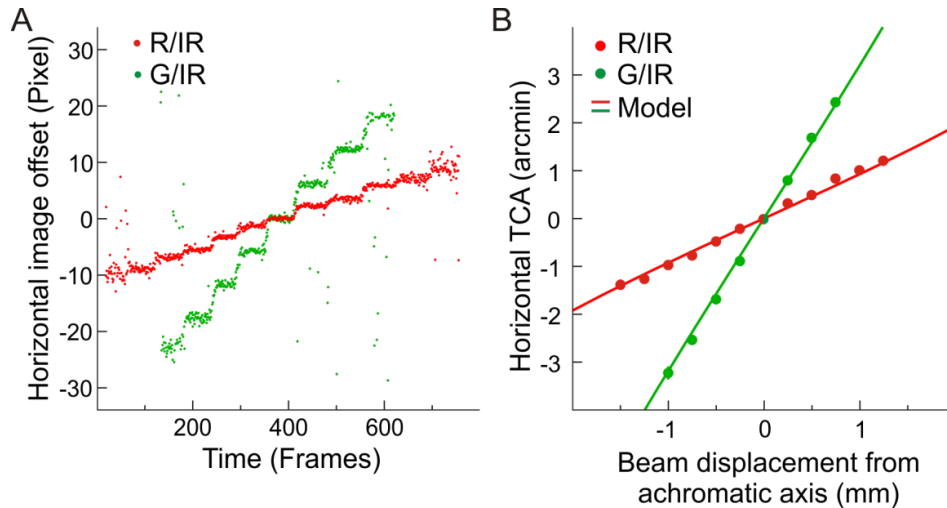 A
R/IR
G/IR
Horizontal image offset (Pixel)
30
20
10
0
-10
-20
-30
200
400
600
Time (Frames)
B
R/IR
G/IR
Model
Horizontal TCA (arcmin)
3
2
1
0
-1
-2
-3
-1
0
1
Beam displacement from
achromatic axis (mm)